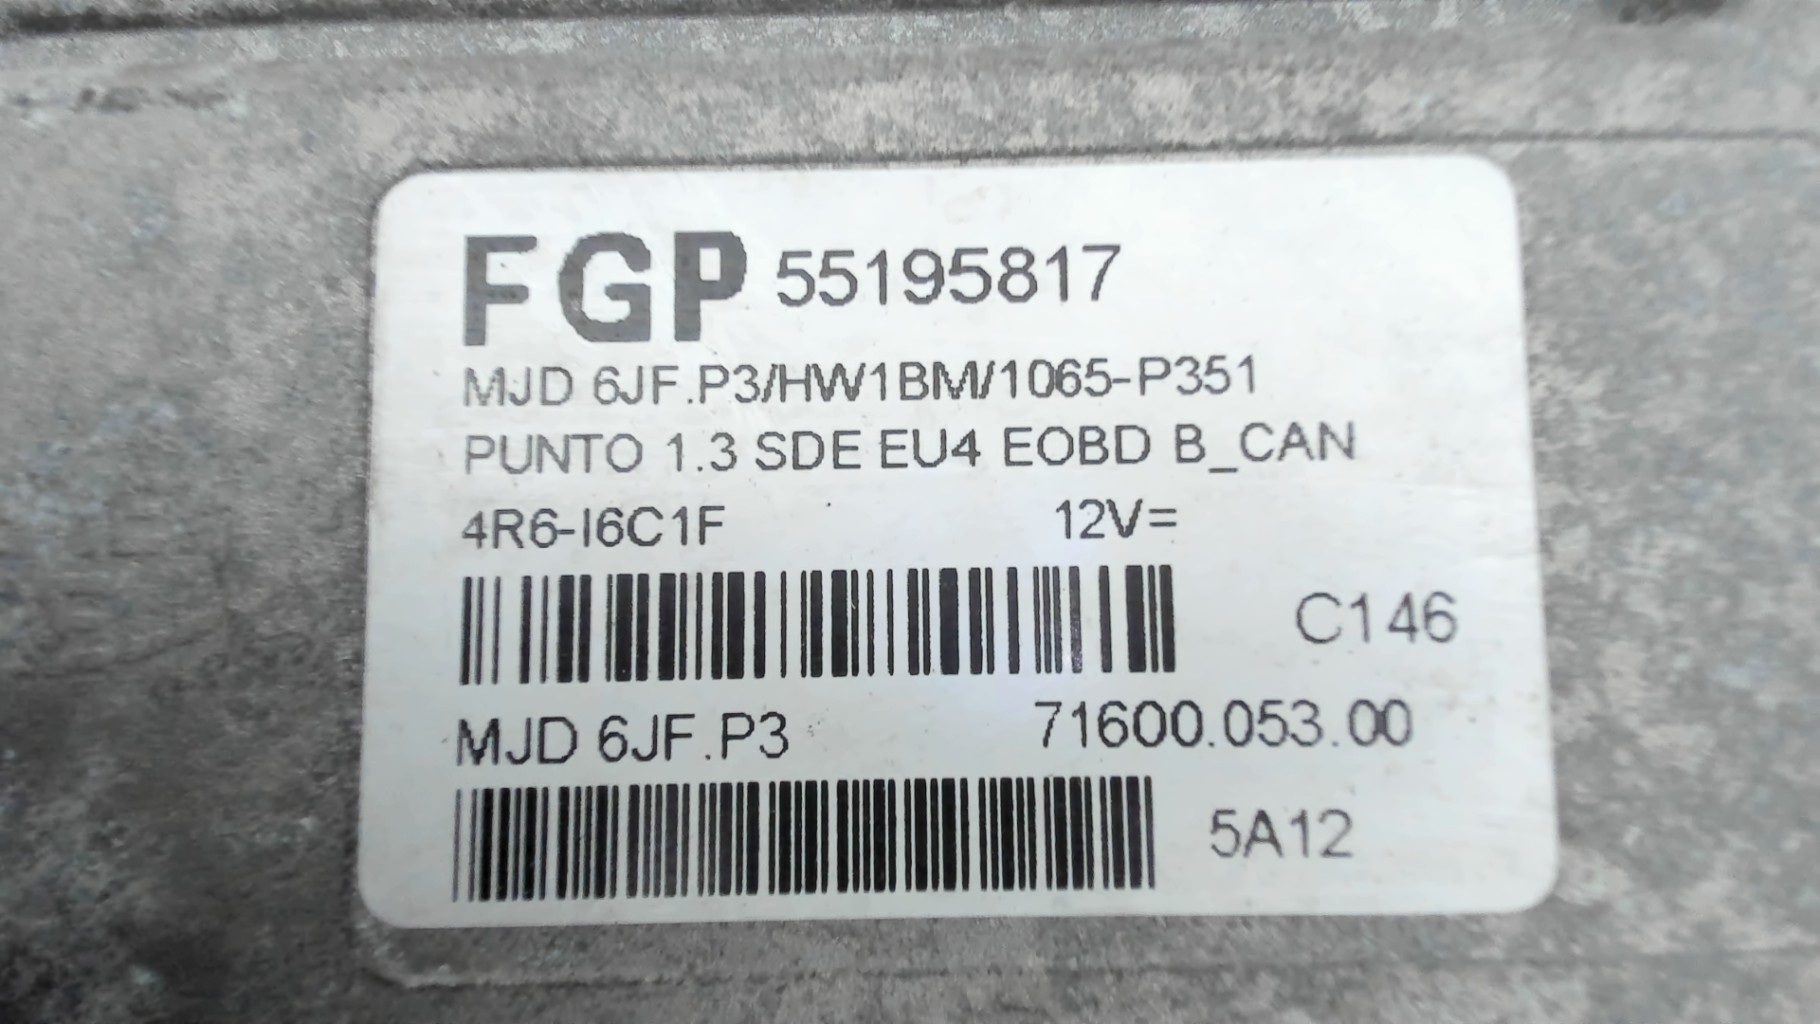 FGP 55195817
MJD 6JF.P3/HW1BM/1065-P351
PUNTO 1.3 SDE EU4 EOBD B_CAN
4R6-I6C1F 12V=
C146
MJD 6JF.P3 71600.053.00
5A12